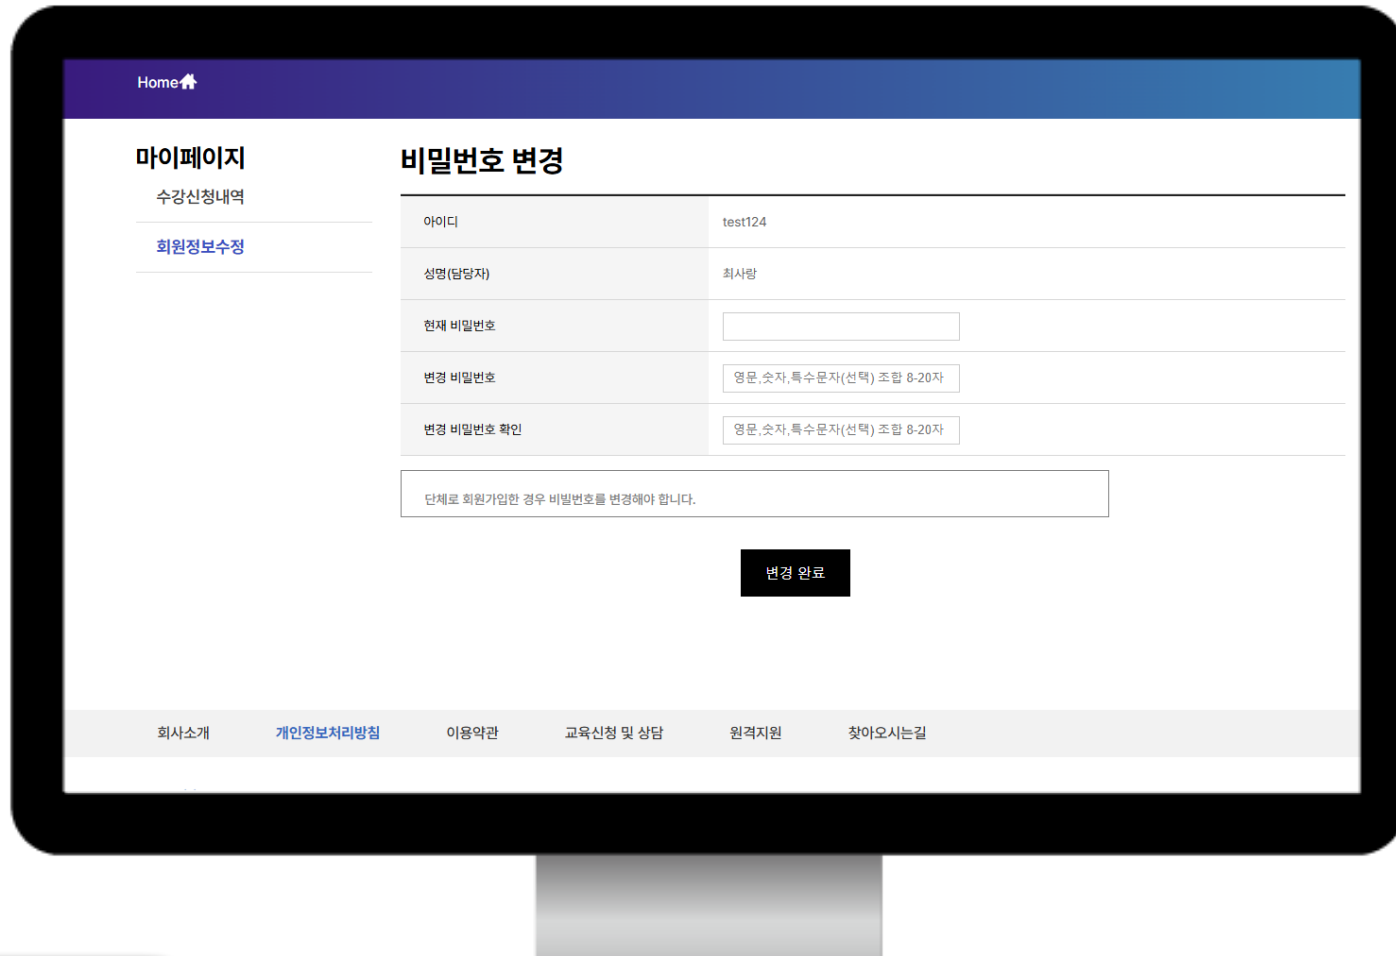 Home
마이페이지
수강신청내역
회원정보수정
비밀번호 변경
아이디 test124
성명(담당자) 최사랑
현재 비밀번호
변경 비밀번호 영문,숫자,특수문자(선택) 조합 8-20자
변경 비밀번호 확인 영문,숫자,특수문자(선택) 조합 8-20자
단체로 회원가입한 경우 비빌번호를 변경해야 합니다.
변경 완료
회사소개 개인정보처리방침 이용약관 교육신청 및 상담 원격지원 찾아오시는길